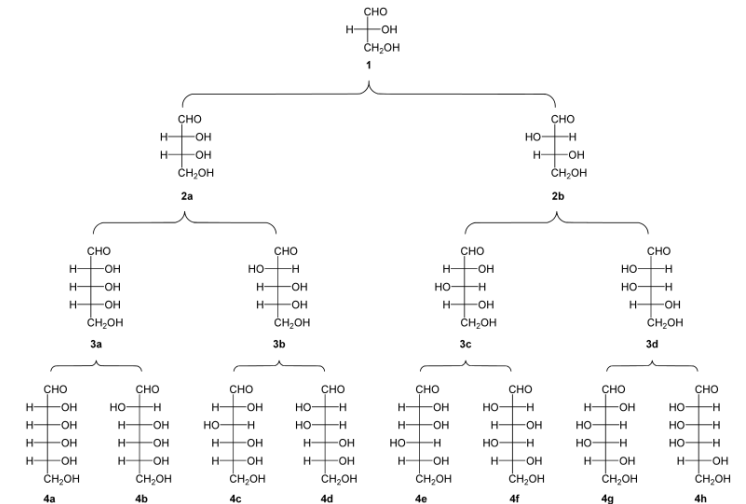 CHO
H OH
CH₂OH
1
CHO CHO
H OH HO H
H OH H OH
CH₂OH CH₂OH
2a 2b
CHO CHO CHO CHO
H OH HO H H OH HO H
H OH H OH HO H HO H
H OH H OH H OH H OH
CH₂OH CH₂OH CH₂OH CH₂OH
3a 3b 3c 3d
CHO CHO CHO CHO CHO CHO CHO CHO
H OH HO H H OH HO H H OH HO H H OH HO H
H OH H OH HO H HO H H OH H OH HO H HO H
H OH H OH H OH H OH HO H HO H HO H HO H
H OH H OH H OH H OH H OH H OH H OH H OH
CH₂OH CH₂OH CH₂OH CH₂OH CH₂OH CH₂OH CH₂OH CH₂OH
4a 4b 4c 4d 4e 4f 4g 4h